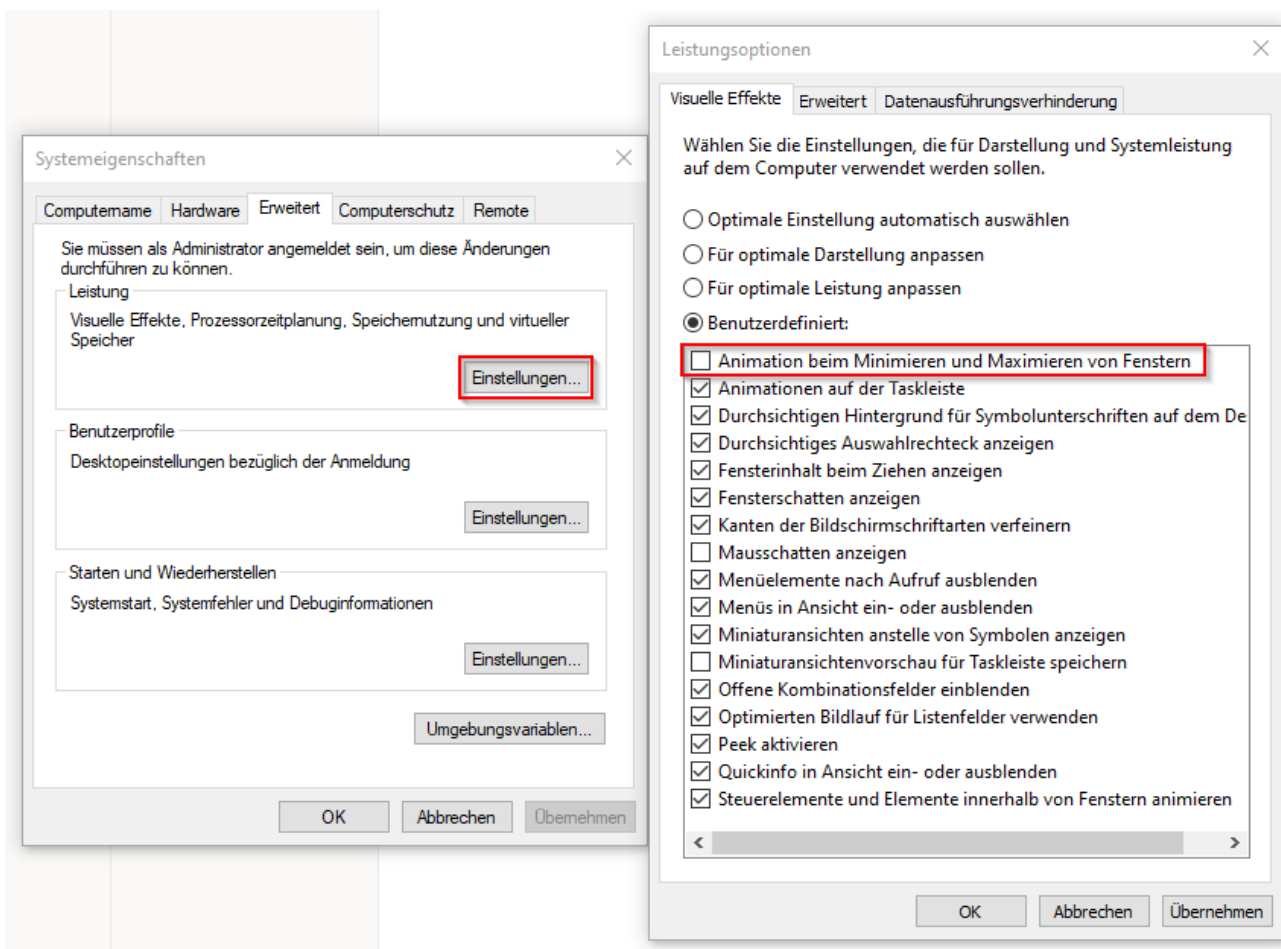 Systemeigenschaften
Computername Hardware Erweitert Computerschutz Remote
Sie müssen als Administrator angemeldet sein, um diese Änderungen
durchführen zu können.
Leistung
Visuelle Effekte, Prozessorzeitplanung, Speichernutzung und virtueller
Speicher
Einstellungen...
Benutzerprofile
Desktopeinstellungen bezüglich der Anmeldung
Einstellungen...
Starten und Wiederherstellen
Systemstart, Systemfehler und Debuginformationen
Einstellungen...
Umgebungsvariablen...
OK Abbrechen Übernehmen
Leistungsoptionen
Visuelle Effekte Erweitert Datenausführungsverhinderung
Wählen Sie die Einstellungen, die für Darstellung und Systemleistung
auf dem Computer verwendet werden sollen.
Optimale Einstellung automatisch auswählen
Für optimale Darstellung anpassen
Für optimale Leistung anpassen
Benutzerdefiniert:
Animation beim Minimieren und Maximieren von Fenstern
Animationen auf der Taskleiste
Durchsichtigen Hintergrund für Symbolunterschriften auf dem De
Durchsichtiges Auswahlrechteck anzeigen
Fensterinhalt beim Ziehen anzeigen
Fensterschatten anzeigen
Kanten der Bildschirmschriftarten verfeinern
Mausschatten anzeigen
Menüelemente nach Aufruf ausblenden
Menüs in Ansicht ein- oder ausblenden
Miniaturansichten anstelle von Symbolen anzeigen
Miniaturansichtenvorschau für Taskleiste speichern
Offene Kombinationsfelder einblenden
Optimierten Bildlauf für Listenfelder verwenden
Peek aktivieren
Quickinfo in Ansicht ein- oder ausblenden
Steuerelemente und Elemente innerhalb von Fenstern animieren
OK Abbrechen Übernehmen